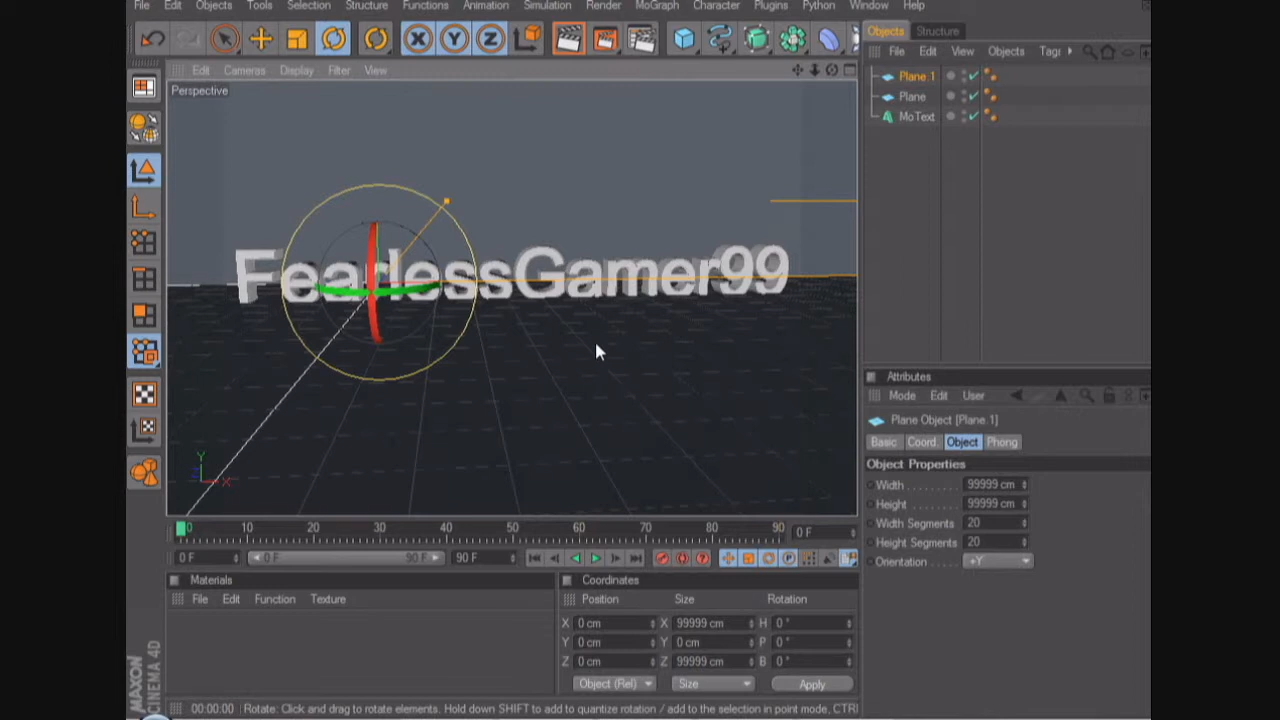 File Edit Objects Tools Selection Structure Functions Animation Simulation Render MoGraph Character Plugins Python Window Help
Objects Structure
File Edit View Objects Tags
Edit Cameras Display Filter View
Perspective
Plane.1
Plane
MoText
FearlessGamer99
Y
X
Attributes
Mode Edit User
Plane Object [Plane.1]
Basic Coord. Object Phong
Object Properties
Width 99999 cm
Height 99999 cm
Width Segments 20
Height Segments 20
Orientation +Y
0 10 20 30 40 50 60 70 80 90 0 F
0 F 0 F 90 F 90 F
Materials
File Edit Function Texture
Coordinates
Position Size Rotation
X 0 cm X 99999 cm H 0 °
Y 0 cm Y 0 cm P 0 °
Z 0 cm Z 99999 cm B 0 °
Object (Rel) Size Apply
MAXON CINEMA 4D
00:00:00 Rotate: Click and drag to rotate elements. Hold down SHIFT to add to quantize rotation / add to the selection in point mode, CTRL